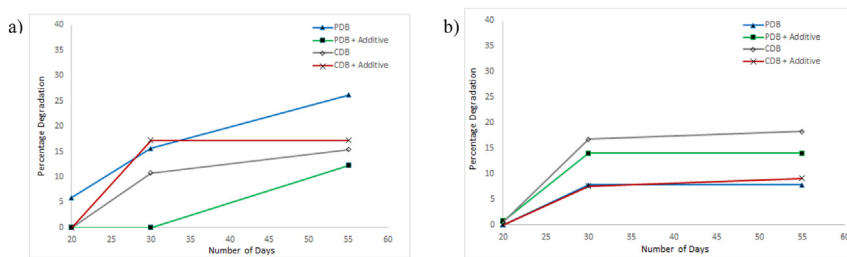 a)
Percentage Degradation
40
35
30
25
20
15
10
5
0
20 25 30 35 40 45 50 55 60
Number of Days
PDB
PDB + Additive
CDB
CDB + Additive
b)
Percentage Degradation
40
35
30
25
20
15
10
5
0
20 25 30 35 40 45 50 55 60
Number of Days
PDB
PDB + Additive
CDB
CDB + Additive